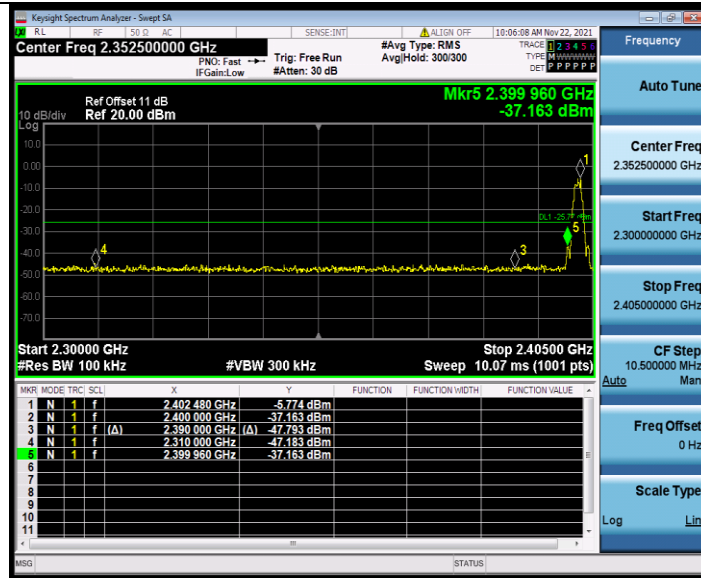 Keysight Spectrum Analyzer - Swept SA
RL RF 50 Ω AC SENSE:INT ALIGN OFF 10:06:08 AM Nov 22, 2021
Center Freq 2.352500000 GHz
PNO: Fast
IFGain:Low
Trig: Free Run
#Atten: 30 dB
#Avg Type: RMS
Avg|Hold: 300/300
TRACE 1 2 3 4 5 6
TYPE M WWWWW
DET P P P P P P
Frequency
Auto Tune
Center Freq
2.352500000 GHz
Start Freq
2.300000000 GHz
Stop Freq
2.405000000 GHz
CF Step
10.500000 MHz
Auto Man
Freq Offset
0 Hz
Scale Type
Log Lin
Mkr5 2.399 960 GHz
-37.163 dBm
Ref Offset 11 dB
10 dB/div Ref 20.00 dBm
Log
10.0
0.00
-10.0
-20.0
-30.0
-40.0
-50.0
-60.0
-70.0
1
5
3
4
Start 2.30000 GHz Stop 2.40500 GHz
#Res BW 100 kHz #VBW 300 kHz Sweep 10.07 ms (1001 pts)
MKR MODE TRC SCL X Y FUNCTION FUNCTION WIDTH FUNCTION VALUE
1 N 1 f 2.402 480 GHz -5.774 dBm
2 N 1 f 2.400 000 GHz -37.163 dBm
3 N 1 f (Δ) 2.390 000 GHz (Δ) -47.793 dBm
4 N 1 f 2.310 000 GHz -47.183 dBm
5 N 1 f 2.399 960 GHz -37.163 dBm
6
7
8
9
10
11
MSG STATUS